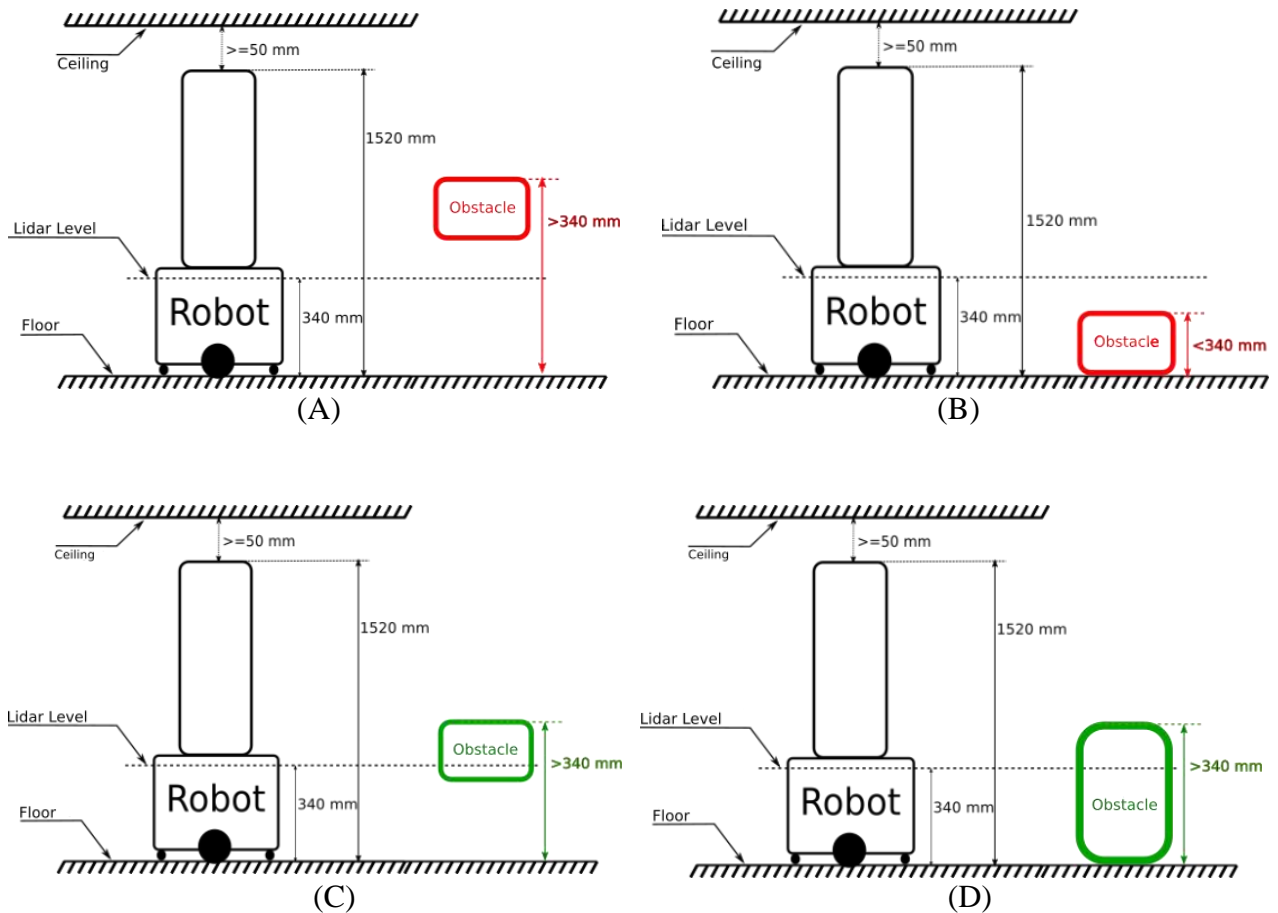 >=50 mm
Ceiling
1520 mm
Obstacle
>340 mm
Lidar Level
Robot
340 mm
Floor
(A)
>=50 mm
Ceiling
1520 mm
Lidar Level
Robot
340 mm
Floor
Obstacle
<340 mm
(B)
>=50 mm
Ceiling
1520 mm
Lidar Level
Obstacle
>340 mm
Robot
340 mm
Floor
(C)
>=50 mm
Ceiling
1520 mm
Lidar Level
>340 mm
Robot
340 mm
Obstacle
Floor
(D)